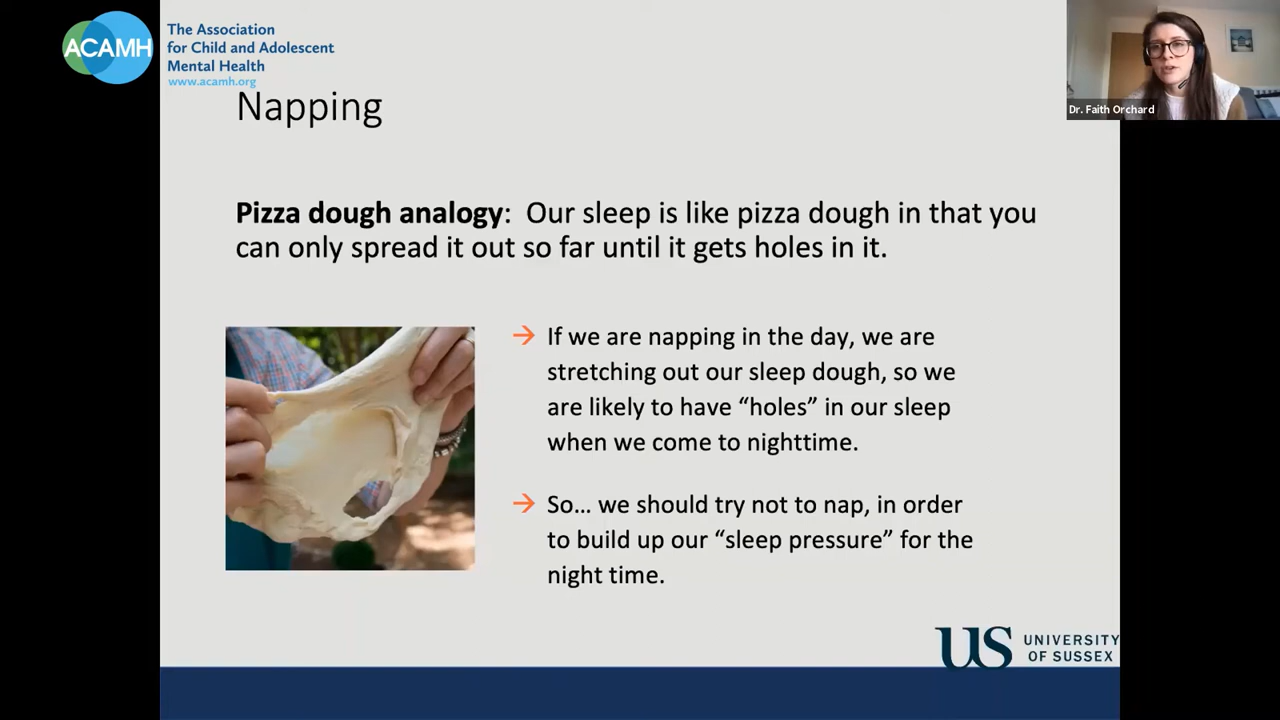 ACAMH
The Association
for Child and Adolescent
Mental Health
www.acamh.org
Dr. Faith Orchard
Napping
Pizza dough analogy: Our sleep is like pizza dough in that you
can only spread it out so far until it gets holes in it.
→ If we are napping in the day, we are
stretching out our sleep dough, so we
are likely to have “holes” in our sleep
when we come to nighttime.
→ So... we should try not to nap, in order
to build up our “sleep pressure” for the
night time.
US UNIVERSITY
OF SUSSEX